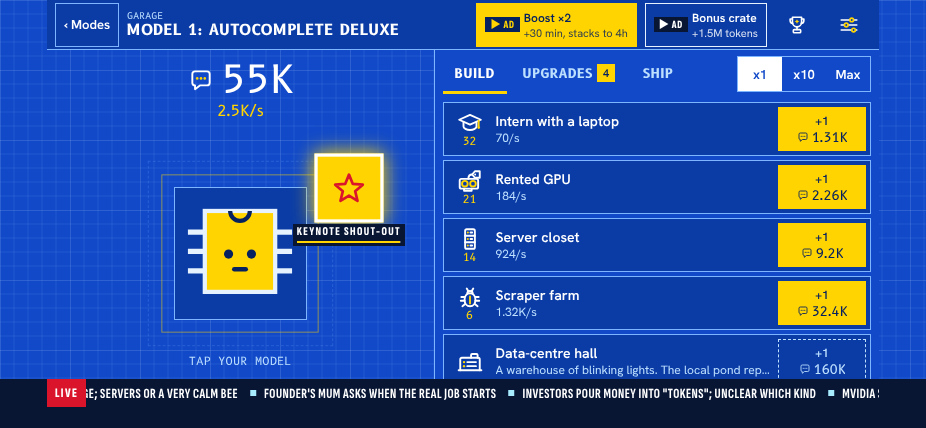 ‹ Modes
GARAGE
MODEL 1: AUTOCOMPLETE DELUXE
AD
Boost ×2
+30 min, stacks to 4h
AD
Bonus crate
+1.5M tokens
55K
2.5K/s
KEYNOTE SHOUT-OUT
TAP YOUR MODEL
BUILD
UPGRADES 4
SHIP
x1
x10
Max
Intern with a laptop
70/s
32
+1
1.31K
Rented GPU
184/s
21
+1
2.26K
Server closet
924/s
14
+1
9.2K
Scraper farm
1.32K/s
6
+1
32.4K
Data-centre hall
A warehouse of blinking lights. The local pond rep...
+1
160K
LIVE
SERVERS OR A VERY CALM BEE ■ FOUNDER'S MUM ASKS WHEN THE REAL JOB STARTS ■ INVESTORS POUR MONEY INTO "TOKENS"; UNCLEAR WHICH KIND ■ MVIDIA